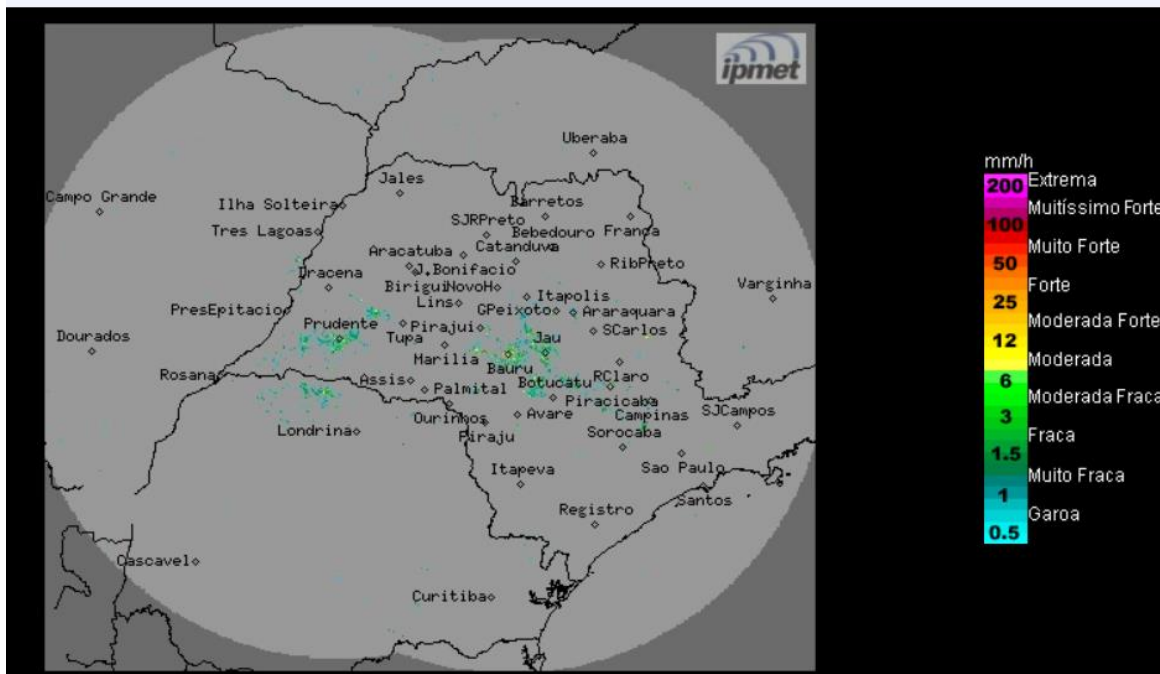 ipmet
Uberaba
Jales
Campo Grande
Ilha Solteira
Barretos
SJRPreto
Tres Lagoas
Bebedouro
Franca
Catanduva
Aracatuba
J.Bonifacio
RibPreto
Dracena
Birigui
NovoH
Varginha
Lins
Itapolis
PresEpitacio
GPeixoto
Araraquara
Prudente
Pirajui
SCarlos
Dourados
Tupa
Jau
Marilia
Bauru
Rosana
Assis
Botucatu
RClaro
Palmital
Piracicaba
SJCampos
Ourinhos
Avare
Campinas
Londrina
Piraju
Sorocaba
Itapeva
Sao Paulo
Santos
Registro
Cascavel
Curitiba
mm/h
200 Extrema
Muitíssimo Forte
100
Muito Forte
50
Forte
25
Moderada Forte
12
Moderada
6
Moderada Fraca
3
Fraca
1.5
Muito Fraca
1
Garoa
0.5